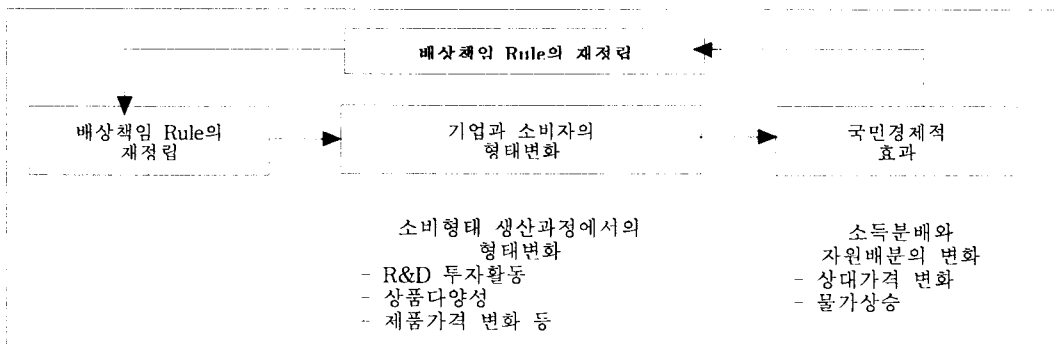 배상책임 Rule의 재정립
배상책임 Rule의
재정립
기업과 소비자의
형태변화
국민경제적
효과
소비형태 생산과정에서의
형태변화
- R&D 투자활동
- 상품다양성
- 제품가격 변화 등
소득분배와
자원배분의 변화
- 상대가격 변화
- 물가상승